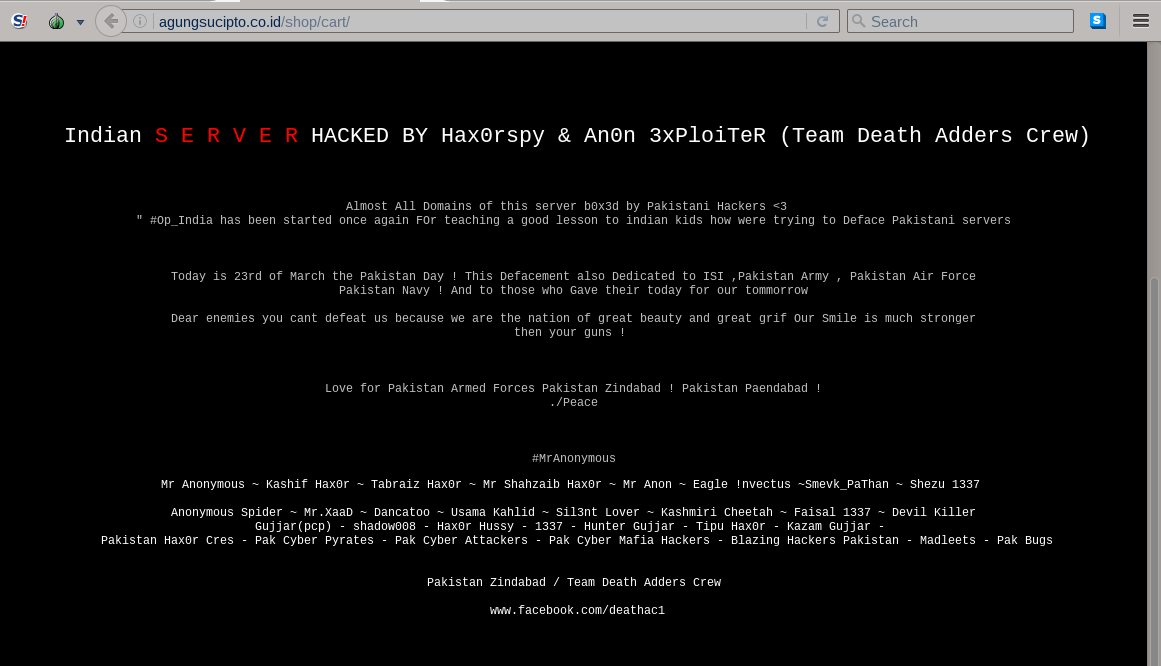 agungsucipto.co.id/shop/cart/
Search
Indian S E R V E R HACKED BY Hax0rspy & An0n 3xPloiTeR (Team Death Adders Crew)
Almost All Domains of this server b0x3d by Pakistani Hackers <3
" #Op_India has been started once again FOr teaching a good lesson to indian kids how were trying to Deface Pakistani servers
Today is 23rd of March the Pakistan Day ! This Defacement also Dedicated to ISI ,Pakistan Army , Pakistan Air Force
Pakistan Navy ! And to those who Gave their today for our tommorrow
Dear enemies you cant defeat us because we are the nation of great beauty and great grif Our Smile is much stronger
then your guns !
Love for Pakistan Armed Forces Pakistan Zindabad ! Pakistan Paendabad !
./Peace
#MrAnonymous
Mr Anonymous ~ Kashif Hax0r ~ Tabraiz Hax0r ~ Mr Shahzaib Hax0r ~ Mr Anon ~ Eagle !nvectus ~Smevk_PaThan ~ Shezu 1337
Anonymous Spider ~ Mr.XaaD ~ Dancatoo ~ Usama Kahlid ~ Sil3nt Lover ~ Kashmiri Cheetah ~ Faisal 1337 ~ Devil Killer
Gujjar(pcp) - shadow008 - Hax0r Hussy - 1337 - Hunter Gujjar - Tipu Hax0r - Kazam Gujjar -
Pakistan Hax0r Cres - Pak Cyber Pyrates - Pak Cyber Attackers - Pak Cyber Mafia Hackers - Blazing Hackers Pakistan - Madleets - Pak Bugs
Pakistan Zindabad / Team Death Adders Crew
www.facebook.com/deathac1